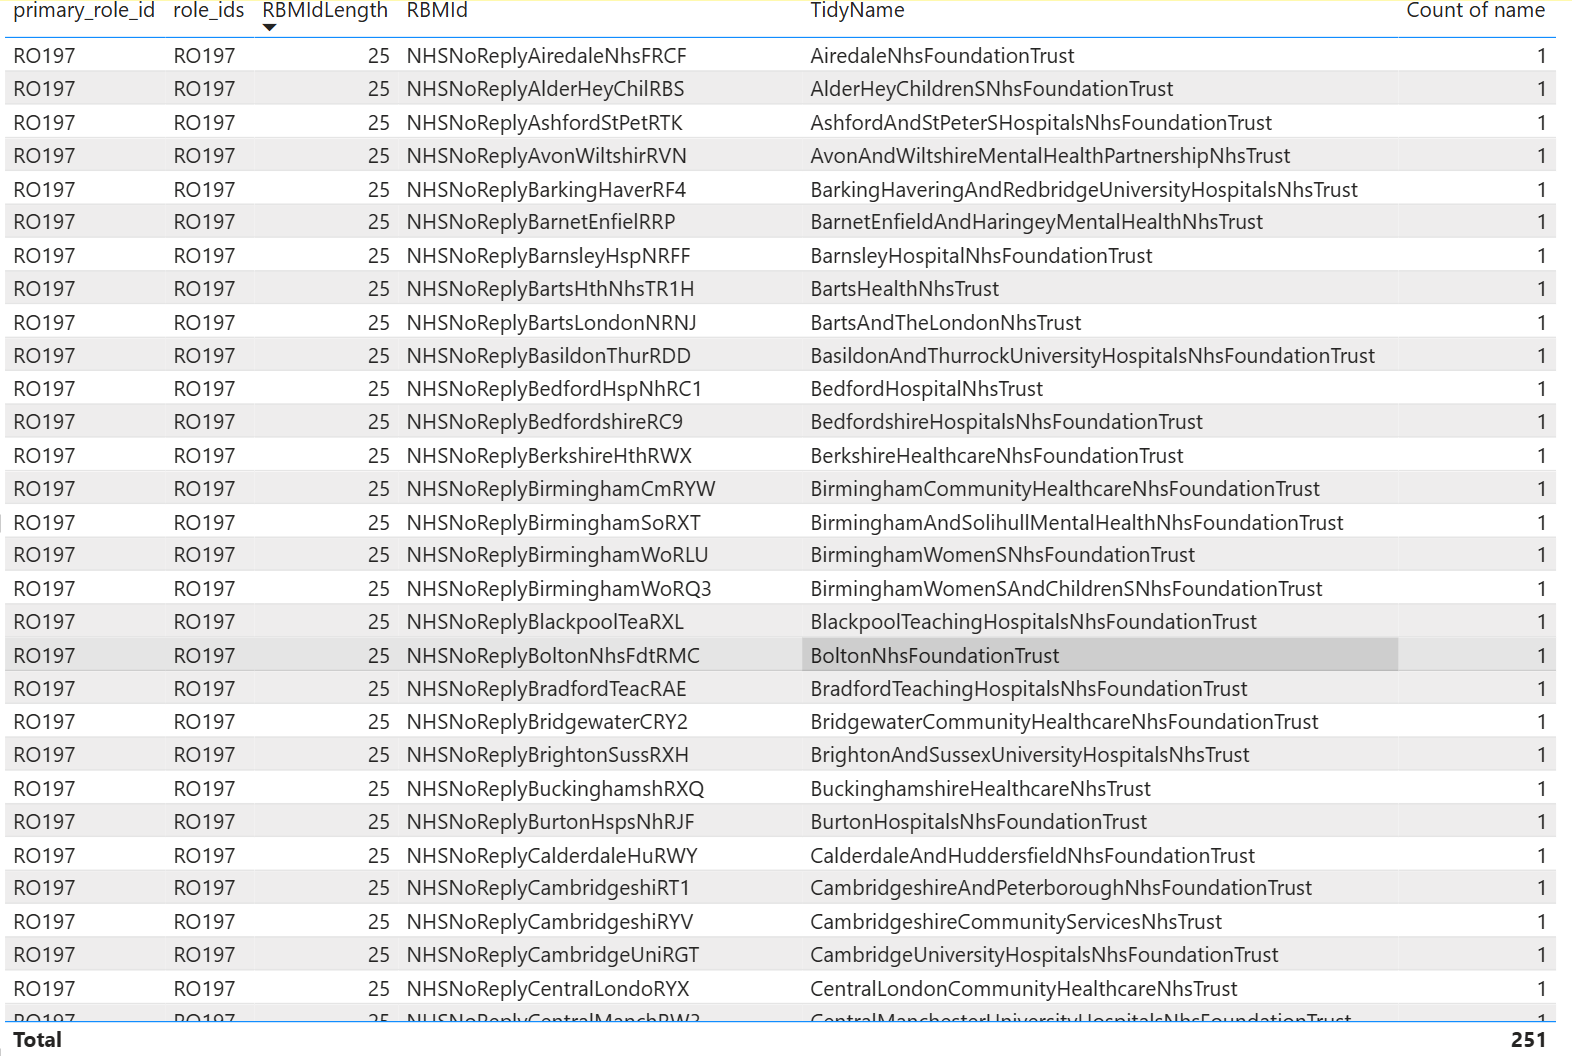 primary_role_id role_ids RBMIdLength RBMId TidyName Count of name
RO197 RO197 25 NHSNoReplyAiredaleNhsFRCF AiredaleNhsFoundationTrust 1
RO197 RO197 25 NHSNoReplyAlderHeyChilRBS AlderHeyChildrenSNhsFoundationTrust 1
RO197 RO197 25 NHSNoReplyAshfordStPetRTK AshfordAndStPeterSHospitalsNhsFoundationTrust 1
RO197 RO197 25 NHSNoReplyAvonWiltshirRVN AvonAndWiltshireMentalHealthPartnershipNhsTrust 1
RO197 RO197 25 NHSNoReplyBarkingHaverRF4 BarkingHaveringAndRedbridgeUniversityHospitalsNhsTrust 1
RO197 RO197 25 NHSNoReplyBarnetEnfielRRP BarnetEnfieldAndHaringeyMentalHealthNhsTrust 1
RO197 RO197 25 NHSNoReplyBarnsleyHspNRFF BarnsleyHospitalNhsFoundationTrust 1
RO197 RO197 25 NHSNoReplyBartsHthNhsTR1H BartsHealthNhsTrust 1
RO197 RO197 25 NHSNoReplyBartsLondonNRNJ BartsAndTheLondonNhsTrust 1
RO197 RO197 25 NHSNoReplyBasildonThurRDD BasildonAndThurrockUniversityHospitalsNhsFoundationTrust 1
RO197 RO197 25 NHSNoReplyBedfordHspNhRC1 BedfordHospitalNhsTrust 1
RO197 RO197 25 NHSNoReplyBedfordshireRC9 BedfordshireHospitalsNhsFoundationTrust 1
RO197 RO197 25 NHSNoReplyBerkshireHthRWX BerkshireHealthcareNhsFoundationTrust 1
RO197 RO197 25 NHSNoReplyBirminghamCmRYW BirminghamCommunityHealthcareNhsFoundationTrust 1
RO197 RO197 25 NHSNoReplyBirminghamSoRXT BirminghamAndSolihullMentalHealthNhsFoundationTrust 1
RO197 RO197 25 NHSNoReplyBirminghamWoRLU BirminghamWomenSNhsFoundationTrust 1
RO197 RO197 25 NHSNoReplyBirminghamWoRQ3 BirminghamWomenSAndChildrenSNhsFoundationTrust 1
RO197 RO197 25 NHSNoReplyBlackpoolTeaRXL BlackpoolTeachingHospitalsNhsFoundationTrust 1
RO197 RO197 25 NHSNoReplyBoltonNhsFdtRMC BoltonNhsFoundationTrust 1
RO197 RO197 25 NHSNoReplyBradfordTeacRAE BradfordTeachingHospitalsNhsFoundationTrust 1
RO197 RO197 25 NHSNoReplyBridgewaterCRY2 BridgewaterCommunityHealthcareNhsFoundationTrust 1
RO197 RO197 25 NHSNoReplyBrightonSussRXH BrightonAndSussexUniversityHospitalsNhsTrust 1
RO197 RO197 25 NHSNoReplyBuckinghamshRXQ BuckinghamshireHealthcareNhsTrust 1
RO197 RO197 25 NHSNoReplyBurtonHspsNhRJF BurtonHospitalsNhsFoundationTrust 1
RO197 RO197 25 NHSNoReplyCalderdaleHuRWY CalderdaleAndHuddersfieldNhsFoundationTrust 1
RO197 RO197 25 NHSNoReplyCambridgeshiRT1 CambridgeshireAndPeterboroughNhsFoundationTrust 1
RO197 RO197 25 NHSNoReplyCambridgeshiRYV CambridgeshireCommunityServicesNhsTrust 1
RO197 RO197 25 NHSNoReplyCambridgeUniRGT CambridgeUniversityHospitalsNhsFoundationTrust 1
RO197 RO197 25 NHSNoReplyCentralLondoRYX CentralLondonCommunityHealthcareNhsTrust 1
RO197 RO197 25 NHSNoReplyCentralManchRW3 CentralManchesterUniversityHospitalsNhsFoundationTrust 1
Total 251